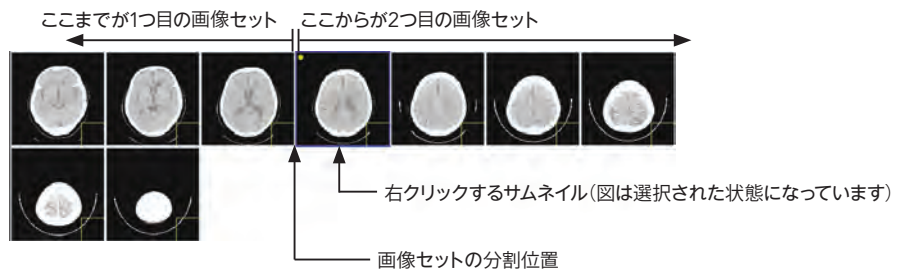 ここまでが1つ目の画像セット
ここからが2つ目の画像セット
右クリックするサムネイル（図は選択された状態になっています）
画像セットの分割位置